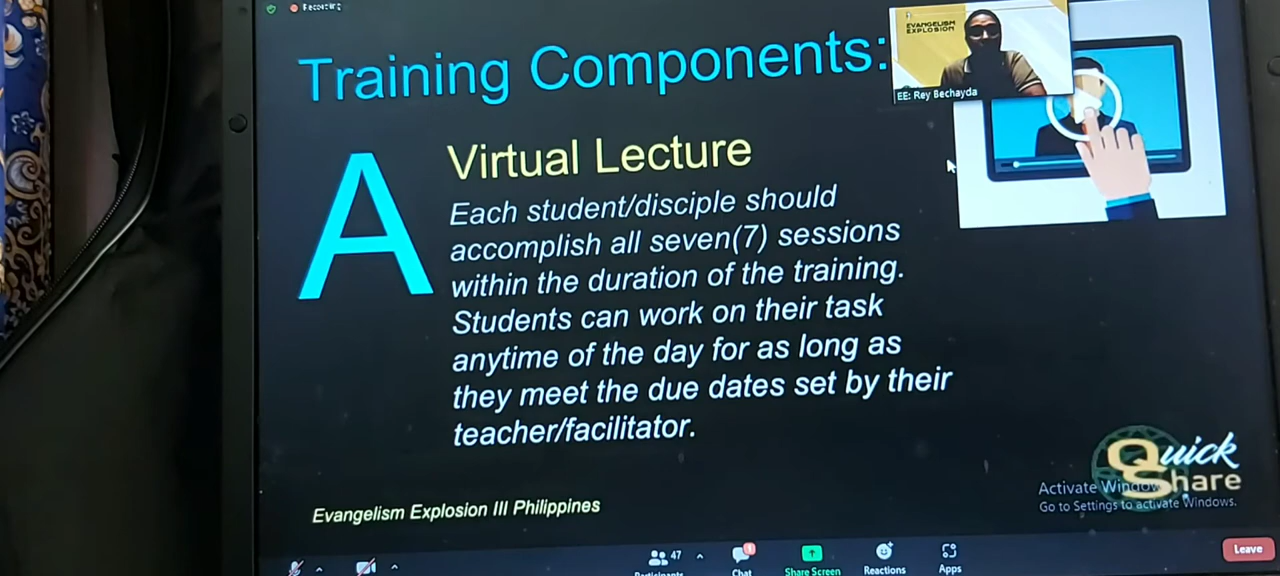 Recording
Training Components:
EVANGELISM
EXPLOSION
EE: Rey Bechayda
A
Virtual Lecture
Each student/disciple should
accomplish all seven(7) sessions
within the duration of the training.
Students can work on their task
anytime of the day for as long as
they meet the due dates set by their
teacher/facilitator.
Quick
Share
Activate Windows
Go to Settings to activate Windows.
Evangelism Explosion III Philippines
47
1
Participants
Chat
Share Screen
Reactions
Apps
Leave